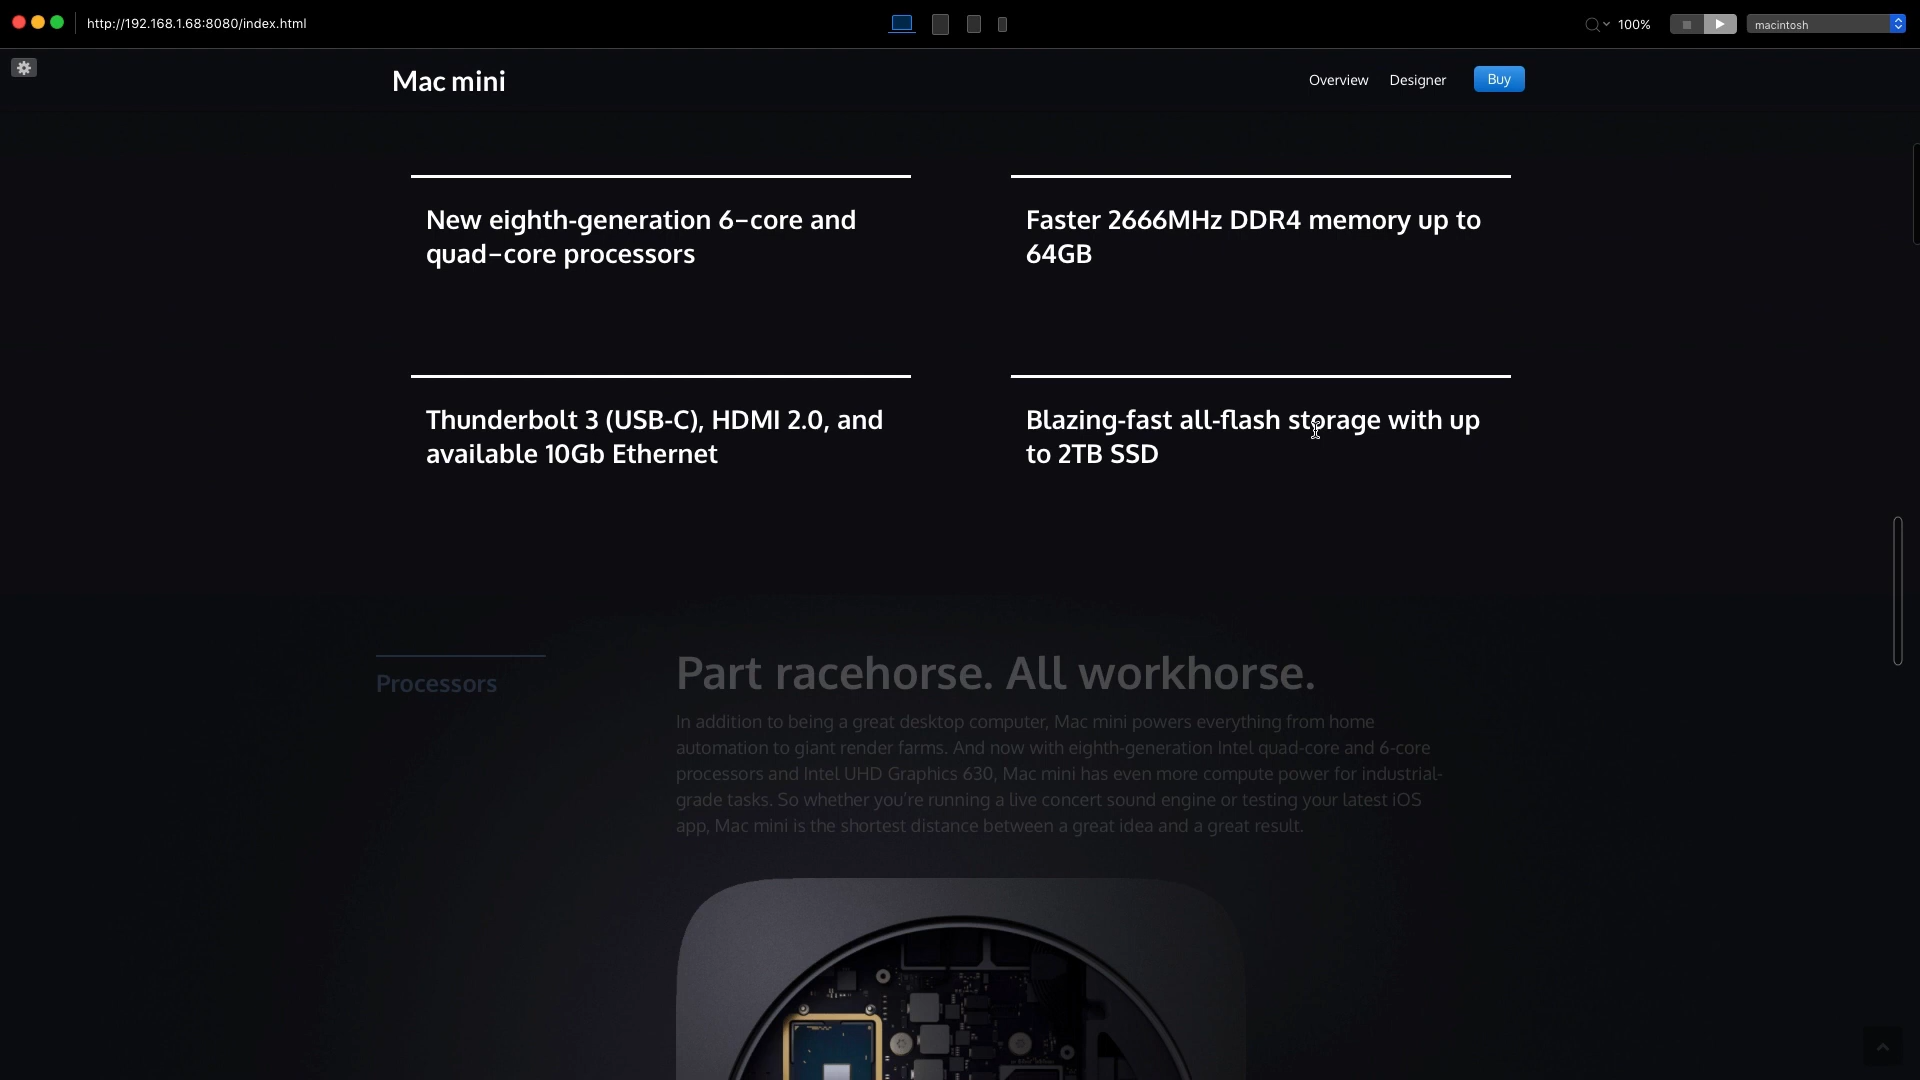 http://192.168.1.68:8080/index.html
100%
macintosh
Mac mini
Overview
Designer
Buy
New eighth-generation 6–core and
quad–core processors
Faster 2666MHz DDR4 memory up to
64GB
Thunderbolt 3 (USB-C), HDMI 2.0, and
available 10Gb Ethernet
Blazing-fast all-flash storage with up
to 2TB SSD
Processors
Part racehorse. All workhorse.
In addition to being a great desktop computer, Mac mini powers everything from home
automation to giant render farms. And now with eighth-generation Intel quad-core and 6-core
processors and Intel UHD Graphics 630, Mac mini has even more compute power for industrial-
grade tasks. So whether you’re running a live concert sound engine or testing your latest iOS
app, Mac mini is the shortest distance between a great idea and a great result.